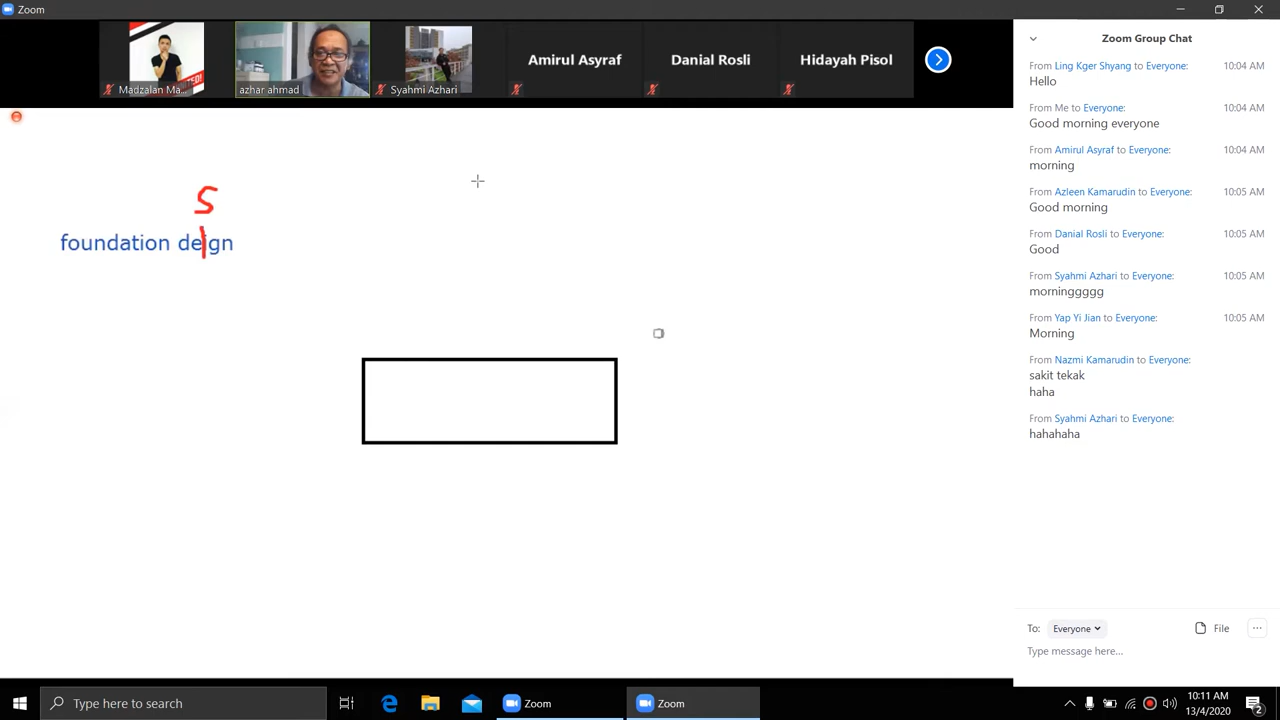 Zoom
Madzalan Ma...
azhar ahmad
Syahmi Azhari
Amirul Asyraf
Danial Rosli
Hidayah Pisol
S
foundation deign
Zoom Group Chat
From Ling Kger Shyang to Everyone: 10:04 AM
Hello
From Me to Everyone: 10:04 AM
Good morning everyone
From Amirul Asyraf to Everyone: 10:04 AM
morning
From Azleen Kamarudin to Everyone: 10:05 AM
Good morning
From Danial Rosli to Everyone: 10:05 AM
Good
From Syahmi Azhari to Everyone: 10:05 AM
morninggggg
From Yap Yi Jian to Everyone: 10:05 AM
Morning
From Nazmi Kamarudin to Everyone:
sakit tekak
haha
From Syahmi Azhari to Everyone:
hahahaha
To: Everyone File ...
Type message here...
Type here to search
Zoom
Zoom
10:11 AM
13/4/2020
2